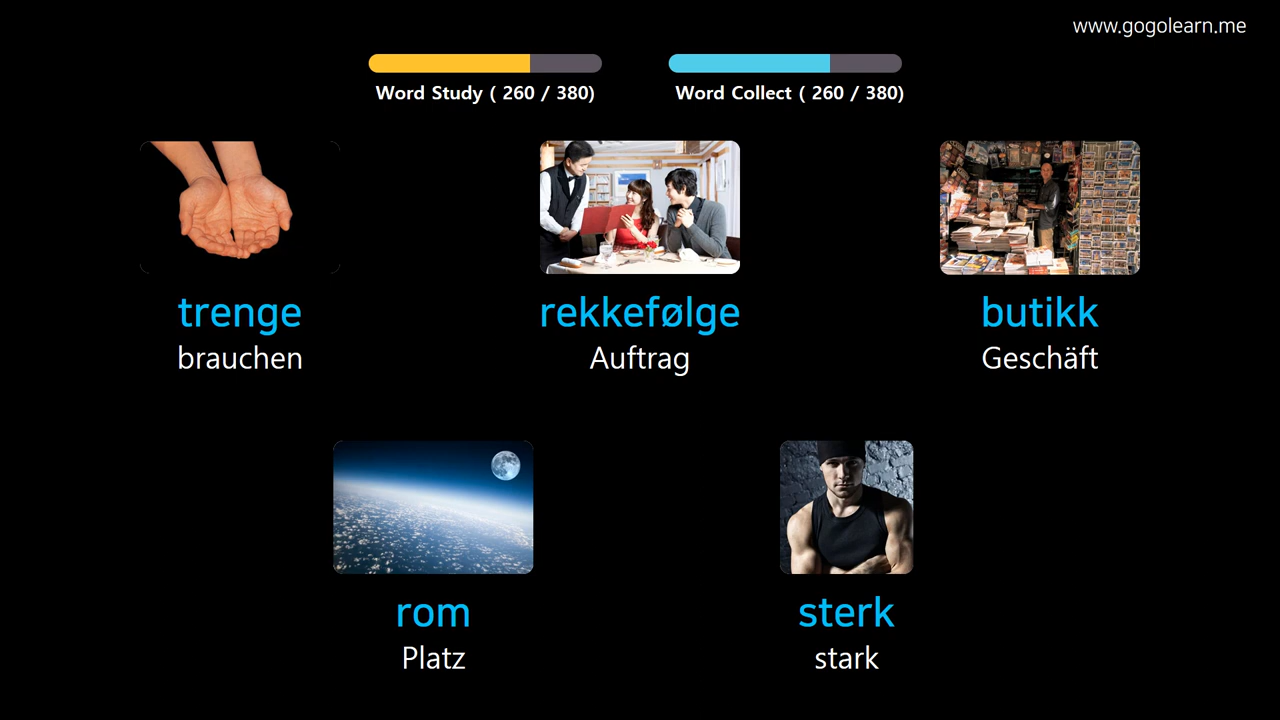 www.gogolearn.me
Word Study ( 260 / 380)
Word Collect ( 260 / 380)
trenge
brauchen
rekkefølge
Auftrag
butikk
Geschäft
rom
Platz
sterk
stark